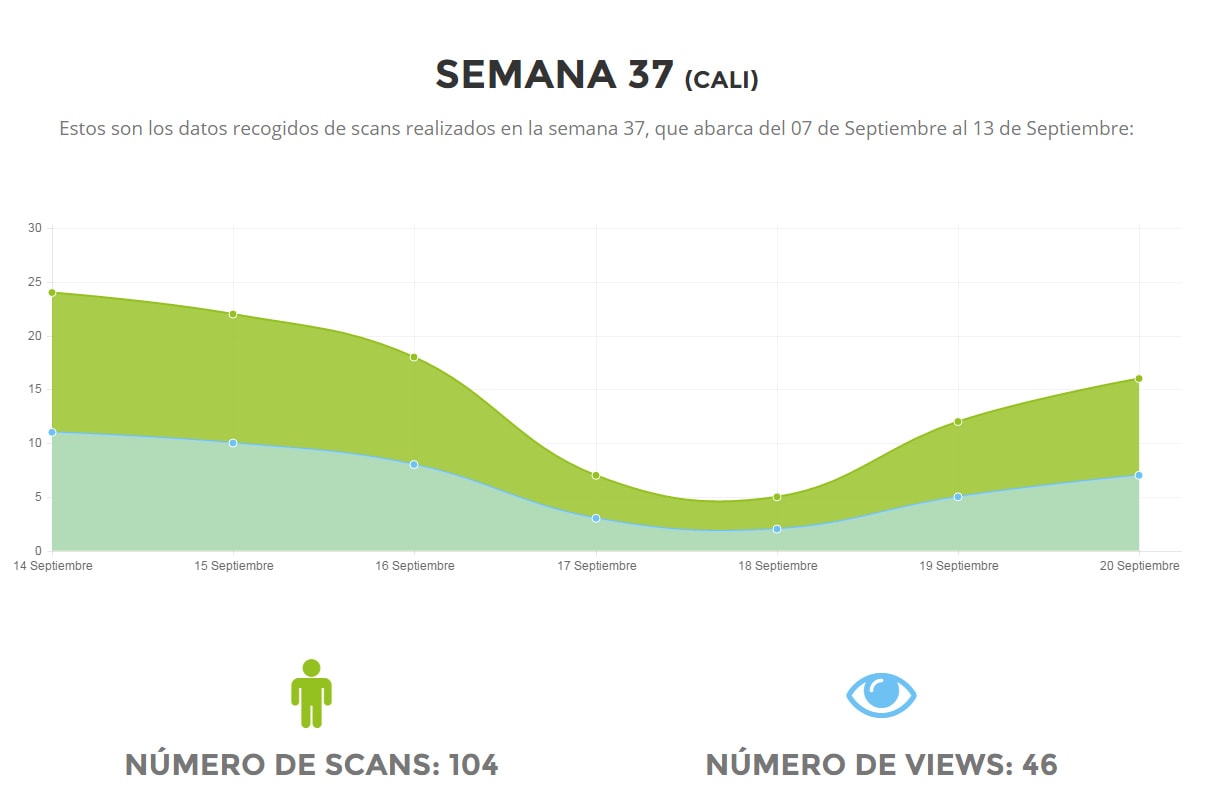 SEMANA 37 (CALI)
Estos son los datos recogidos de scans realizados en la semana 37, que abarca del 07 de Septiembre al 13 de Septiembre:
30
25
20
15
10
5
0
14 Septiembre 15 Septiembre 16 Septiembre 17 Septiembre 18 Septiembre 19 Septiembre 20 Septiembre
NÚMERO DE SCANS: 104 NÚMERO DE VIEWS: 46